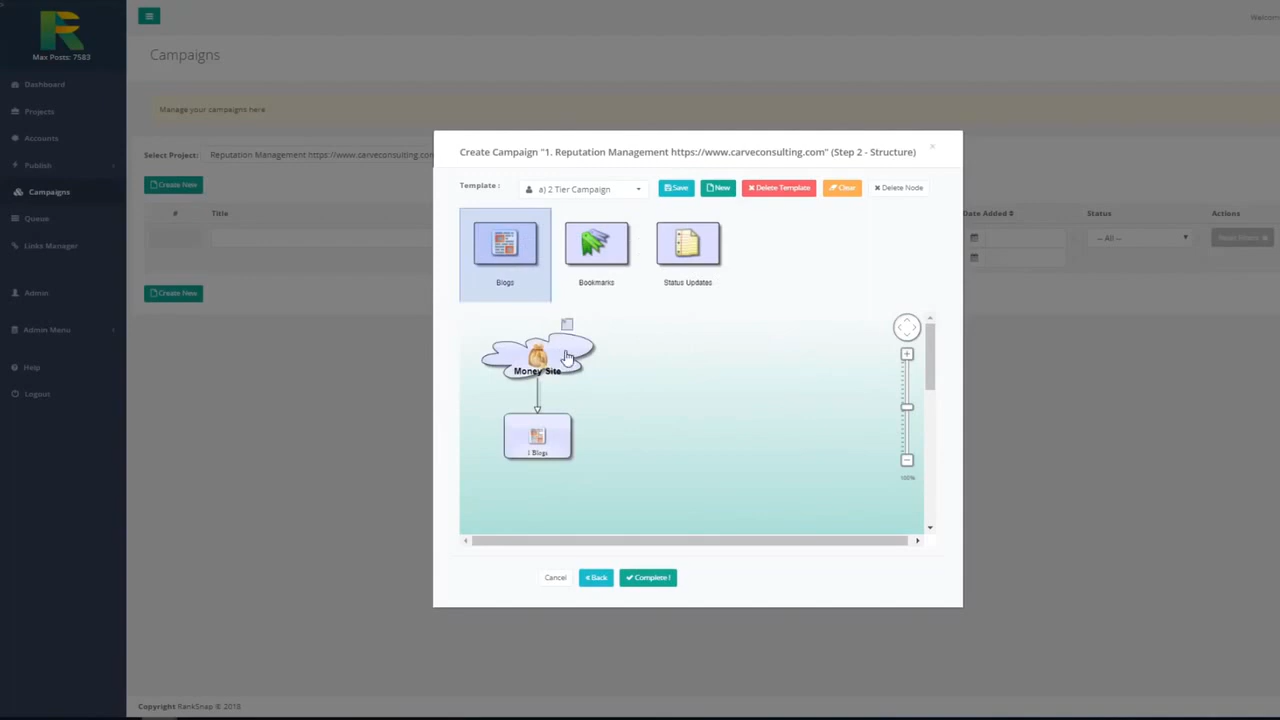 Max Posts: 7583
Welcom
Dashboard
Campaigns
Projects
Manage your campaigns here
Accounts
Create Campaign "1. Reputation Management https://www.carveconsulting.com" (Step 2 - Structure)
×
Select Project: Reputation Management https://www.carveconsulting.com
Publish
Template : a) 2 Tier Campaign Save New Delete Template Clear Delete Node
Create New
Campaigns
# Title Date Added Status Actions
Queue
-- All --
Links Manager
Blogs Bookmarks Status Updates
Create New
Admin
Admin Menu
Money Site
Help
Logout
1 Blogs
100%
Cancel « Back Complete !
Copyright RankSnap © 2018